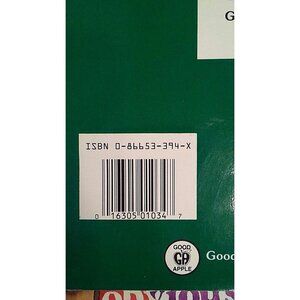 G
ISBN 0-86653-394-X
0 16305 01034 7
GOOD
GA
APPLE
Good